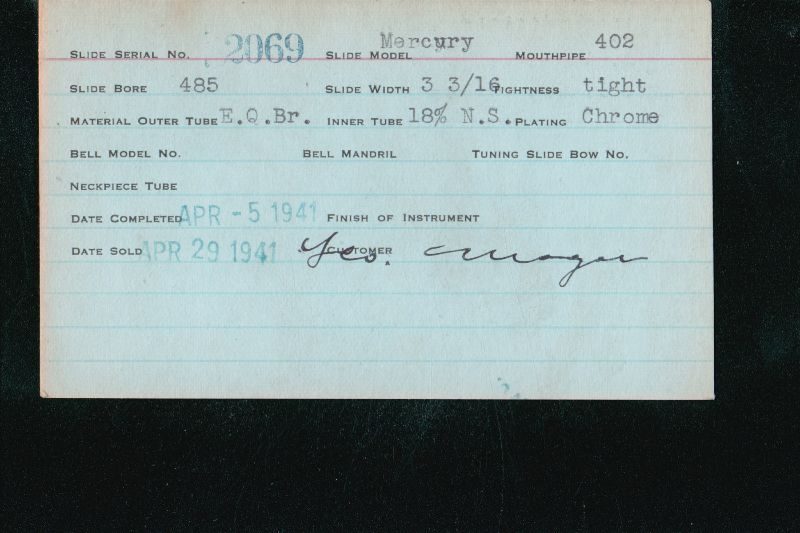 SLIDE SERIAL NO. 2069 SLIDE MODEL Mercury MOUTHPIPE 402
SLIDE BORE 485 SLIDE WIDTH 3 3/16 TIGHTNESS tight
MATERIAL OUTER TUBE E.Q.Br. INNER TUBE 18% N.S. PLATING Chrome
BELL MODEL NO. BELL MANDRIL TUNING SLIDE BOW NO.
NECKPIECE TUBE
DATE COMPLETED APR -5 1941 FINISH OF INSTRUMENT
DATE SOLD APR 29 1941 CUSTOMER Geo.